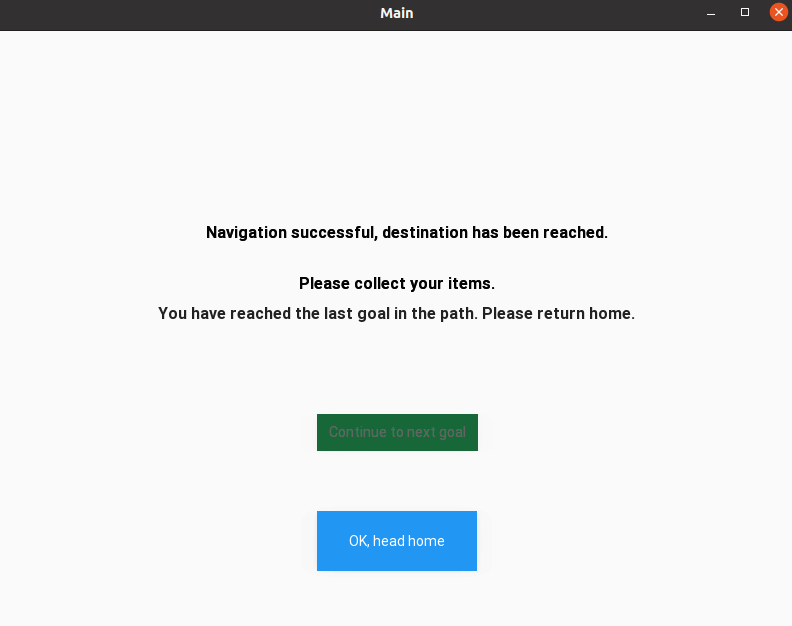 Main
Navigation successful, destination has been reached.
Please collect your items.
You have reached the last goal in the path. Please return home.
Continue to next goal
OK, head home